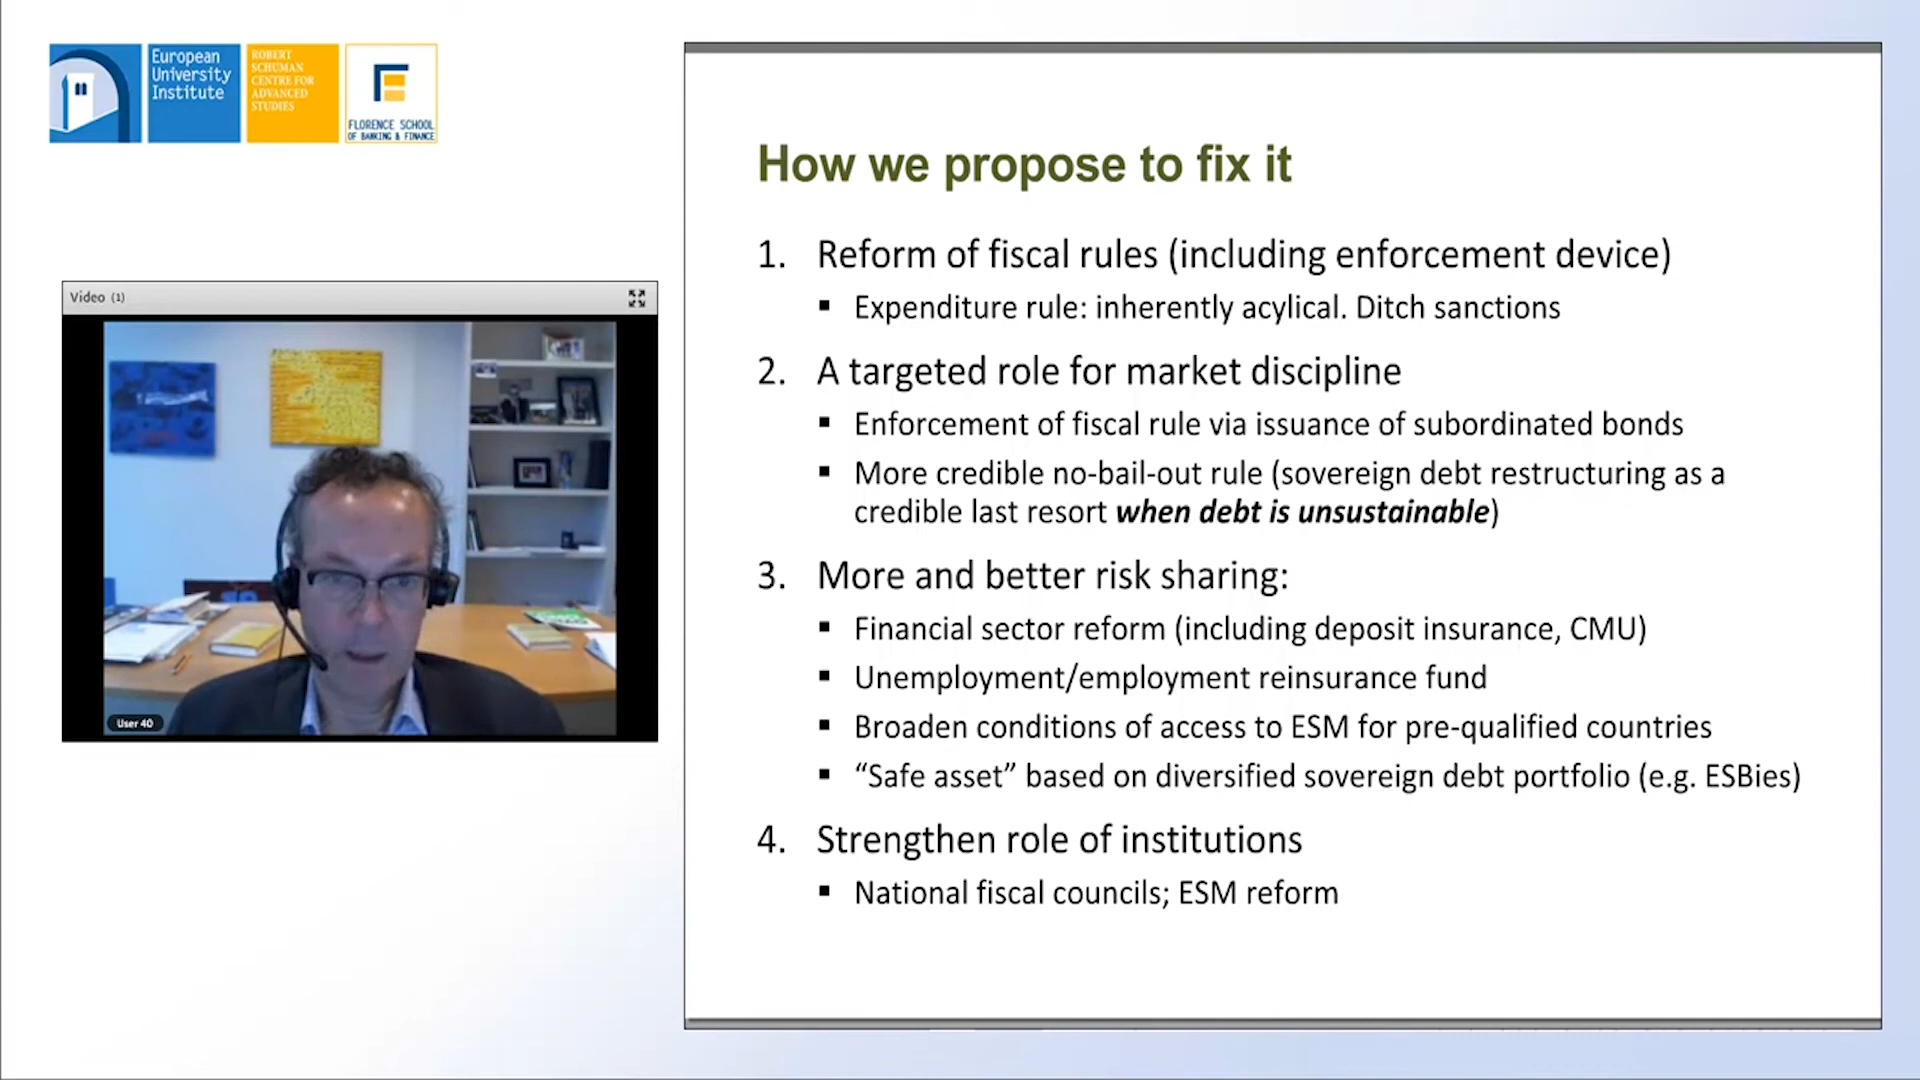 European
University
Institute
ROBERT
SCHUMAN
CENTRE FOR
ADVANCED
STUDIES
FLORENCE SCHOOL
OF BANKING & FINANCE
Video (1)
User 40
How we propose to fix it
1. Reform of fiscal rules (including enforcement device)
▪ Expenditure rule: inherently acylical. Ditch sanctions
2. A targeted role for market discipline
▪ Enforcement of fiscal rule via issuance of subordinated bonds
▪ More credible no-bail-out rule (sovereign debt restructuring as a
credible last resort when debt is unsustainable)
3. More and better risk sharing:
▪ Financial sector reform (including deposit insurance, CMU)
▪ Unemployment/employment reinsurance fund
▪ Broaden conditions of access to ESM for pre-qualified countries
▪ “Safe asset” based on diversified sovereign debt portfolio (e.g. ESBies)
4. Strengthen role of institutions
▪ National fiscal councils; ESM reform